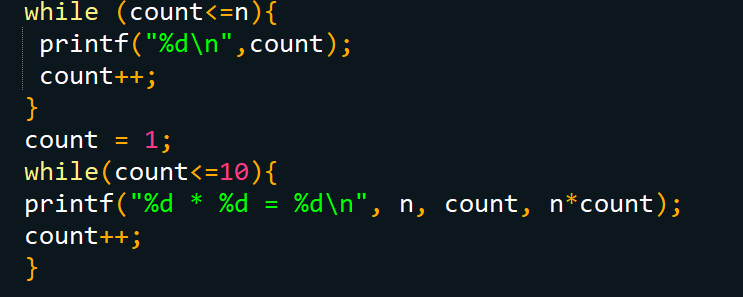 while (count<=n){
 printf("%d\n",count);
 count++;
}
count = 1;
while(count<=10){
printf("%d * %d = %d\n", n, count, n*count);
count++;
}